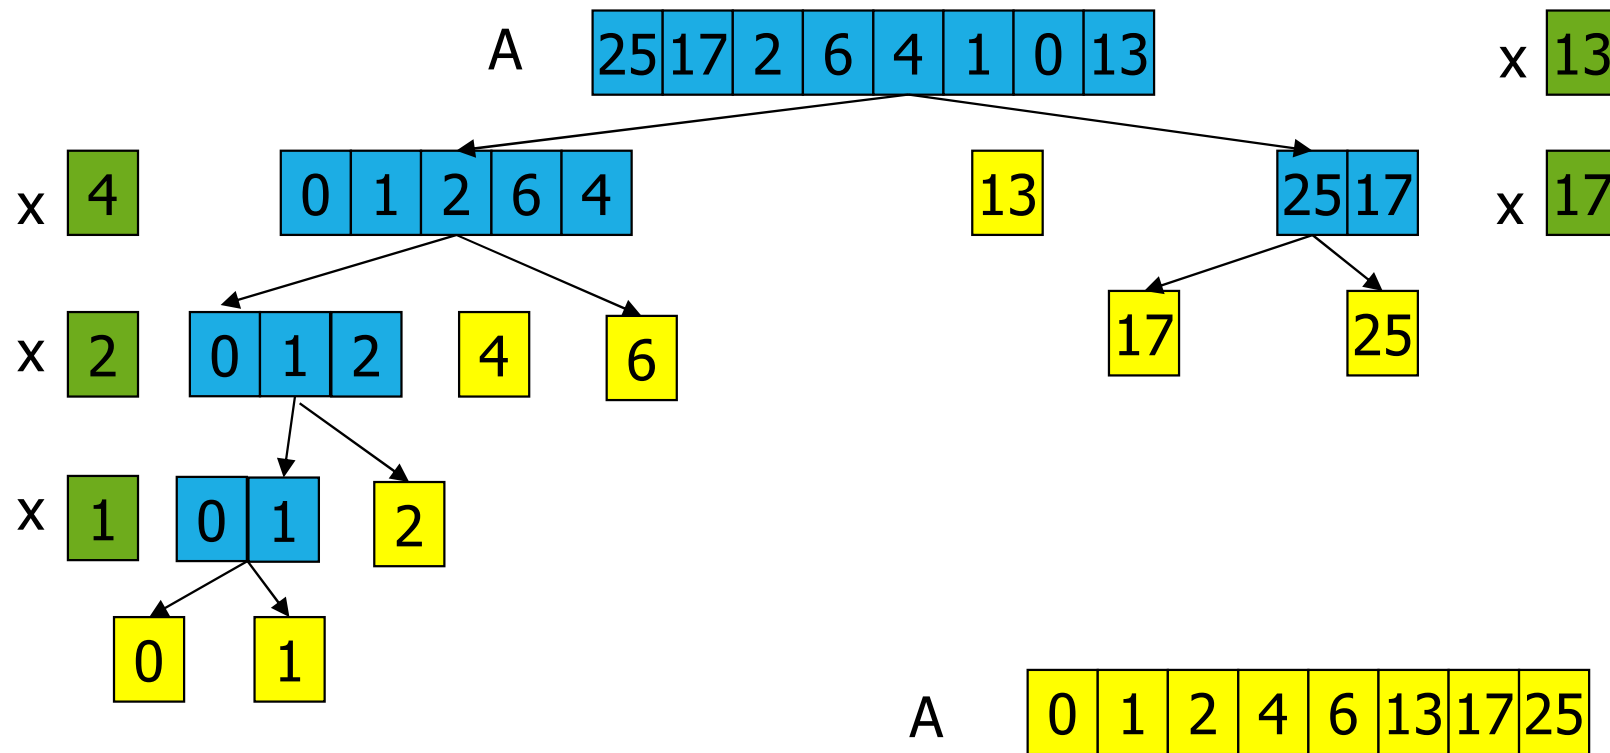 A 25 17 2 6 4 1 0 13 x 13
x 4 0 1 2 6 4 13 25 17 x 17
x 2 0 1 2 4 6 17 25
x 1 0 1 2
0 1
A 0 1 2 4 6 13 17 25